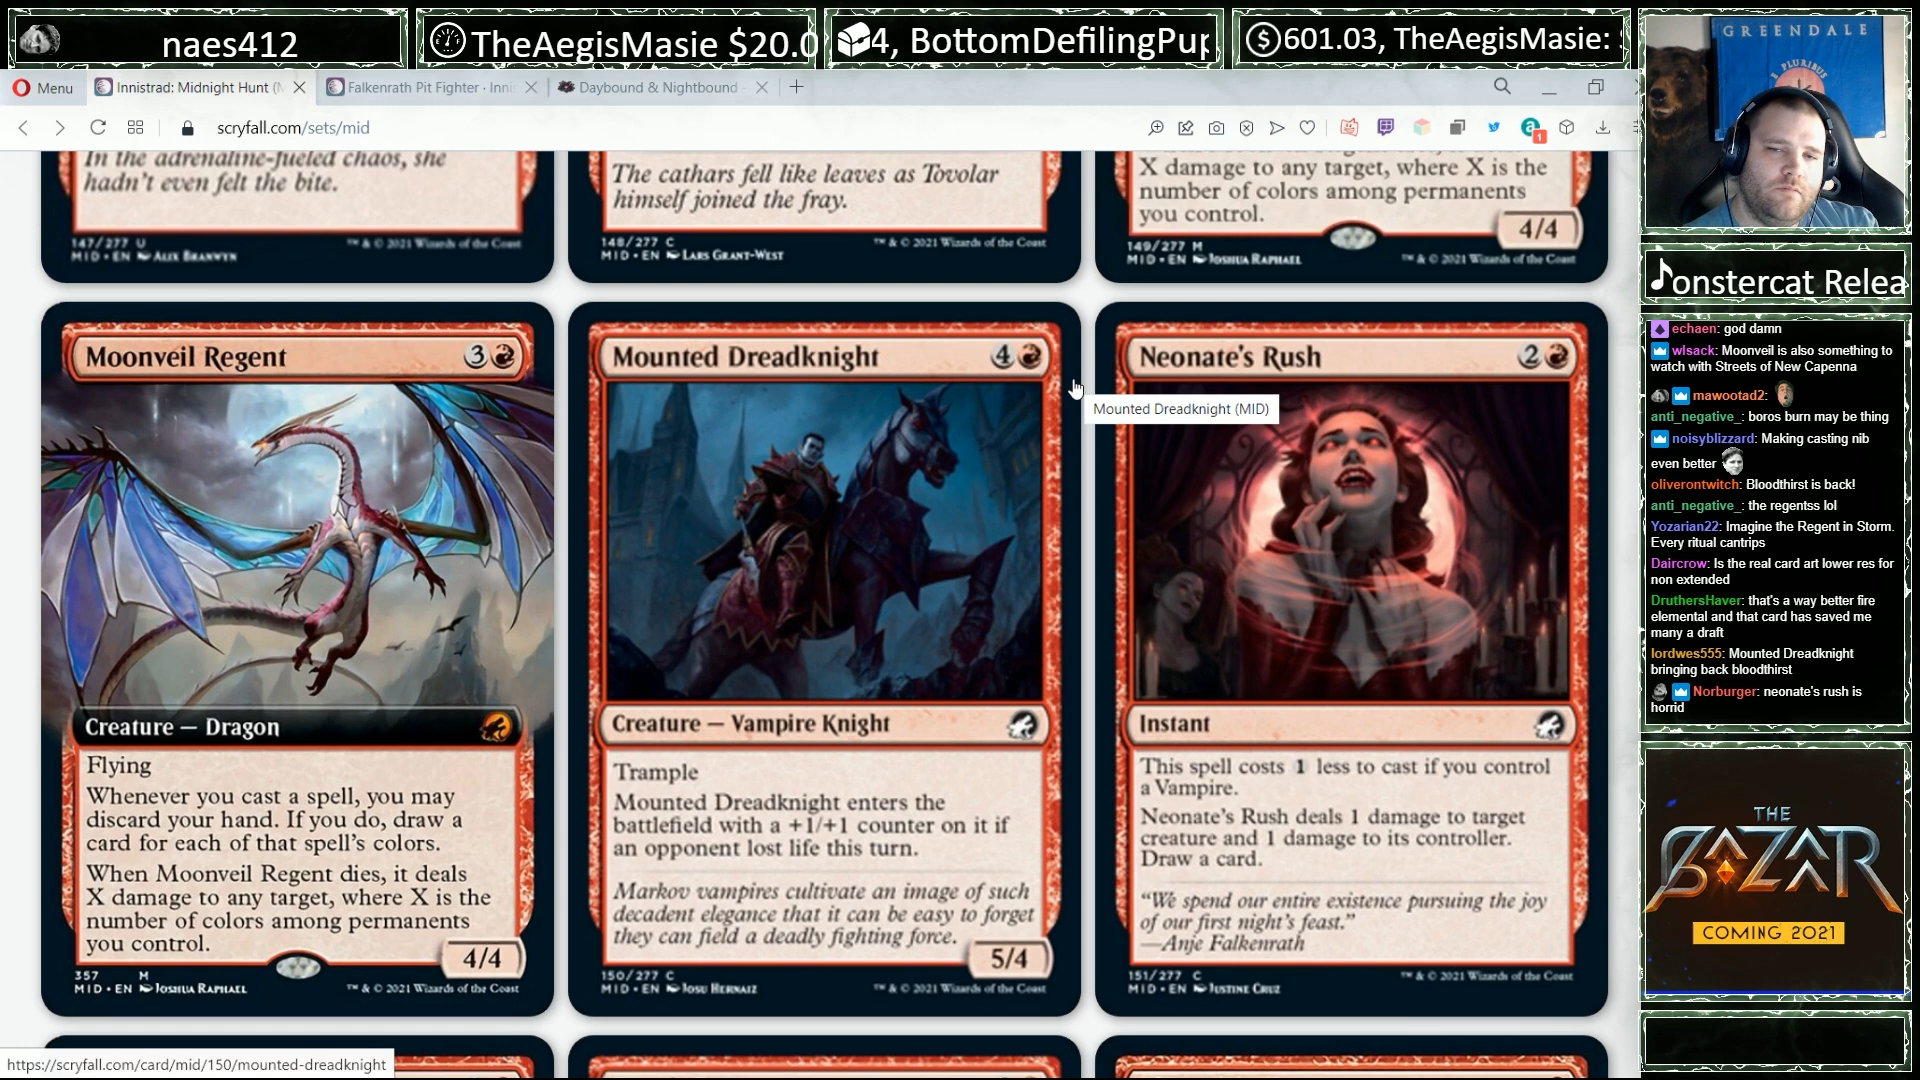 naes412
TheAegisMasie $20.0
4, BottomDefilingPup
601.03, TheAegisMasie:
GREENDALE
E PLURIBUS
Menu
Innistrad: Midnight Hunt (M
Falkenrath Pit Fighter · Innis
Daybound & Nightbound
scryfall.com/sets/mid
1
In the adrenaline-fueled chaos, she
hadn't even felt the bite.
147/277 U
MID • EN Alix Branwyn
™ & © 2021 Wizards of the Coast
The cathars fell like leaves as Tovolar
himself joined the fray.
148/277 C
MID • EN Lars Grant-West
™ & © 2021 Wizards of the Coast
X damage to any target, where X is the
number of colors among permanents
you control.
4/4
149/277 M
MID • EN Joshua Raphael
™ & © 2021 Wizards of the Coast
Moonveil Regent 3
Creature — Dragon
Flying
Whenever you cast a spell, you may
discard your hand. If you do, draw a
card for each of that spell's colors.
When Moonveil Regent dies, it deals
X damage to any target, where X is the
number of colors among permanents
you control.
4/4
357 M
MID • EN Joshua Raphael
™ & © 2021 Wizards of the Coast
Mounted Dreadknight 4
Mounted Dreadknight (MID)
Creature — Vampire Knight
Trample
Mounted Dreadknight enters the
battlefield with a +1/+1 counter on it if
an opponent lost life this turn.
Markov vampires cultivate an image of such
decadent elegance that it can be easy to forget
they can field a deadly fighting force.
5/4
150/277 C
MID • EN Josu Hernaiz
™ & © 2021 Wizards of the Coast
Neonate's Rush 2
Instant
This spell costs 1 less to cast if you control
a Vampire.
Neonate's Rush deals 1 damage to target
creature and 1 damage to its controller.
Draw a card.
"We spend our entire existence pursuing the joy
of our first night's feast."
—Anje Falkenrath
151/277 C
MID • EN Justine Cruz
™ & © 2021 Wizards of the Coast
https://scryfall.com/card/mid/150/mounted-dreadknight
onstercat Relea
echaen: god damn
wlsack: Moonveil is also something to
watch with Streets of New Capenna
mawootad2:
anti_negative_: boros burn may be thing
noisyblizzard: Making casting nib
even better
oliverontwitch: Bloodthirst is back!
anti_negative_: the regentss lol
Yozarian22: Imagine the Regent in Storm.
Every ritual cantrips
Daircrow: Is the real card art lower res for
non extended
DruthersHaver: that's a way better fire
elemental and that card has saved me
many a draft
lordwes555: Mounted Dreadknight
bringing back bloodthirst
Norburger: neonate's rush is
horrid
THE
BAZAAR
COMING 2021